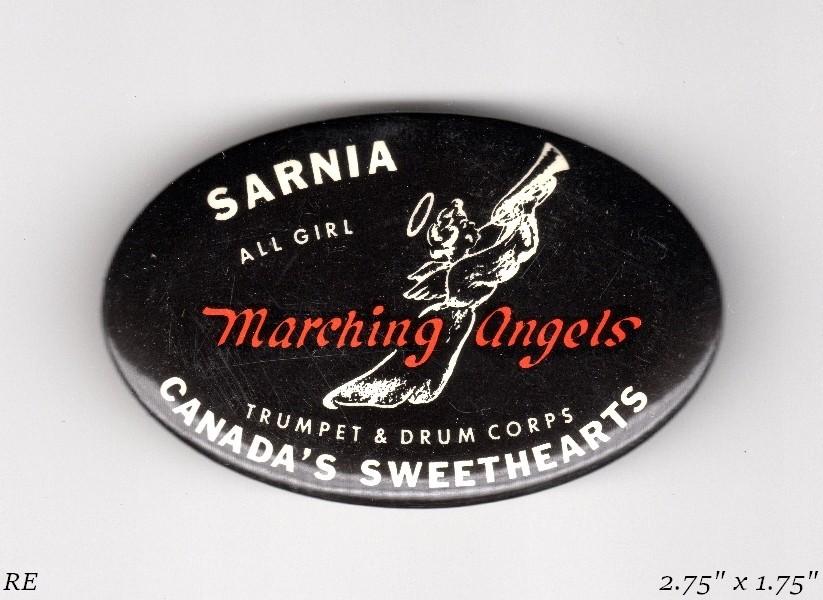 SARNIA
ALL GIRL
Marching Angels
TRUMPET & DRUM CORPS
CANADA'S SWEETHEARTS
RE
2.75" x 1.75"